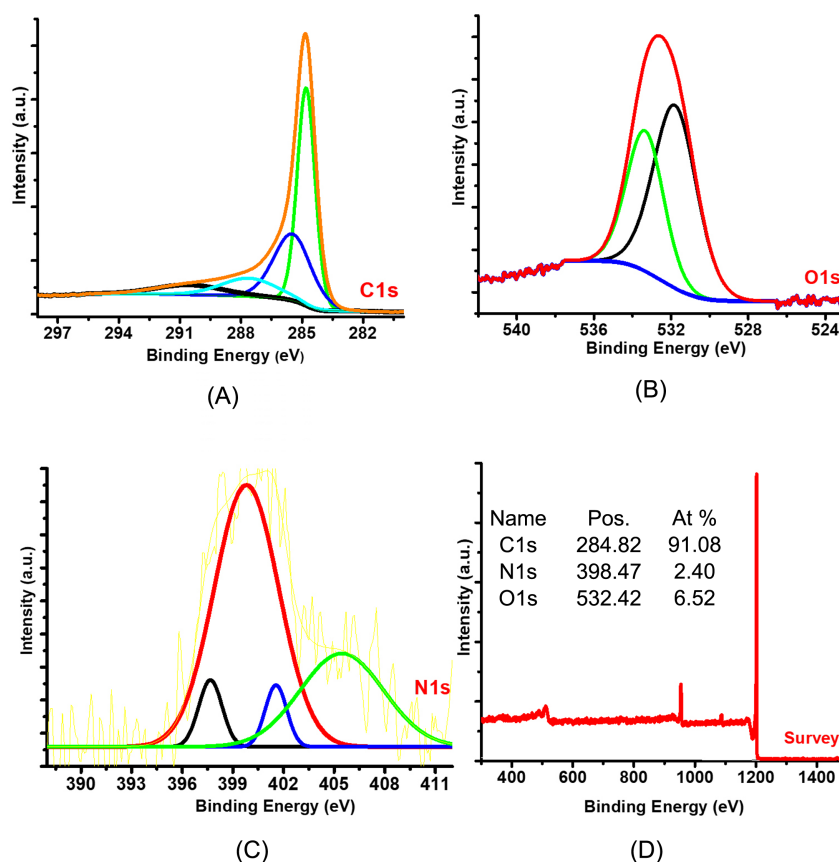 Intensity (a.u.)
C1s
297 294 291 288 285 282
Binding Energy (eV)
(A)
Intensity (a.u.)
O1s
540 536 532 528 524
Binding Energy (eV)
(B)
Intensity (a.u.)
N1s
390 393 396 399 402 405 408 411
Binding Energy (eV)
(C)
Intensity (a.u.)
Name Pos. At %
C1s 284.82 91.08
N1s 398.47 2.40
O1s 532.42 6.52
Survey
400 600 800 1000 1200 1400
Binding Energy (eV)
(D)